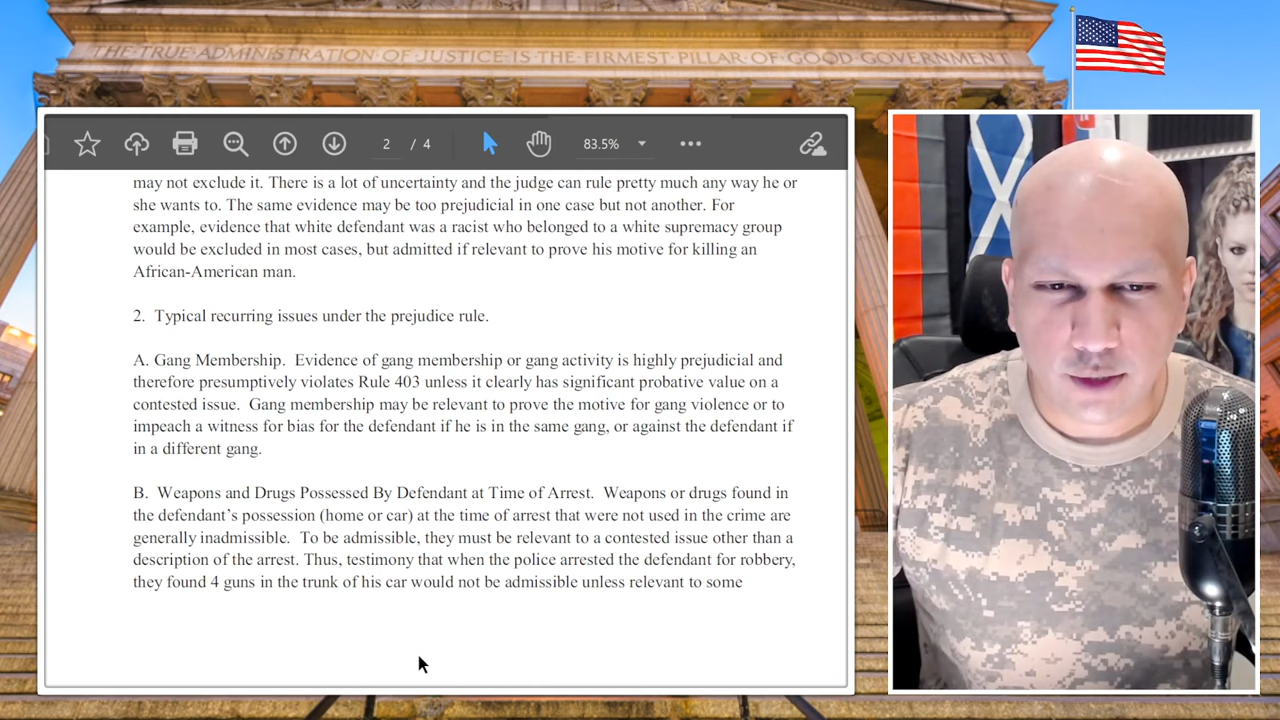 THE TRUE ADMINISTRATION OF JUSTICE IS THE FIRMEST PILLAR OF GOOD GOVERNMENT
2 / 4
83.5%
may not exclude it. There is a lot of uncertainty and the judge can rule pretty much any way he or
she wants to. The same evidence may be too prejudicial in one case but not another. For
example, evidence that white defendant was a racist who belonged to a white supremacy group
would be excluded in most cases, but admitted if relevant to prove his motive for killing an
African-American man.
2. Typical recurring issues under the prejudice rule.
A. Gang Membership. Evidence of gang membership or gang activity is highly prejudicial and
therefore presumptively violates Rule 403 unless it clearly has significant probative value on a
contested issue. Gang membership may be relevant to prove the motive for gang violence or to
impeach a witness for bias for the defendant if he is in the same gang, or against the defendant if
in a different gang.
B. Weapons and Drugs Possessed By Defendant at Time of Arrest. Weapons or drugs found in
the defendant’s possession (home or car) at the time of arrest that were not used in the crime are
generally inadmissible. To be admissible, they must be relevant to a contested issue other than a
description of the arrest. Thus, testimony that when the police arrested the defendant for robbery,
they found 4 guns in the trunk of his car would not be admissible unless relevant to some